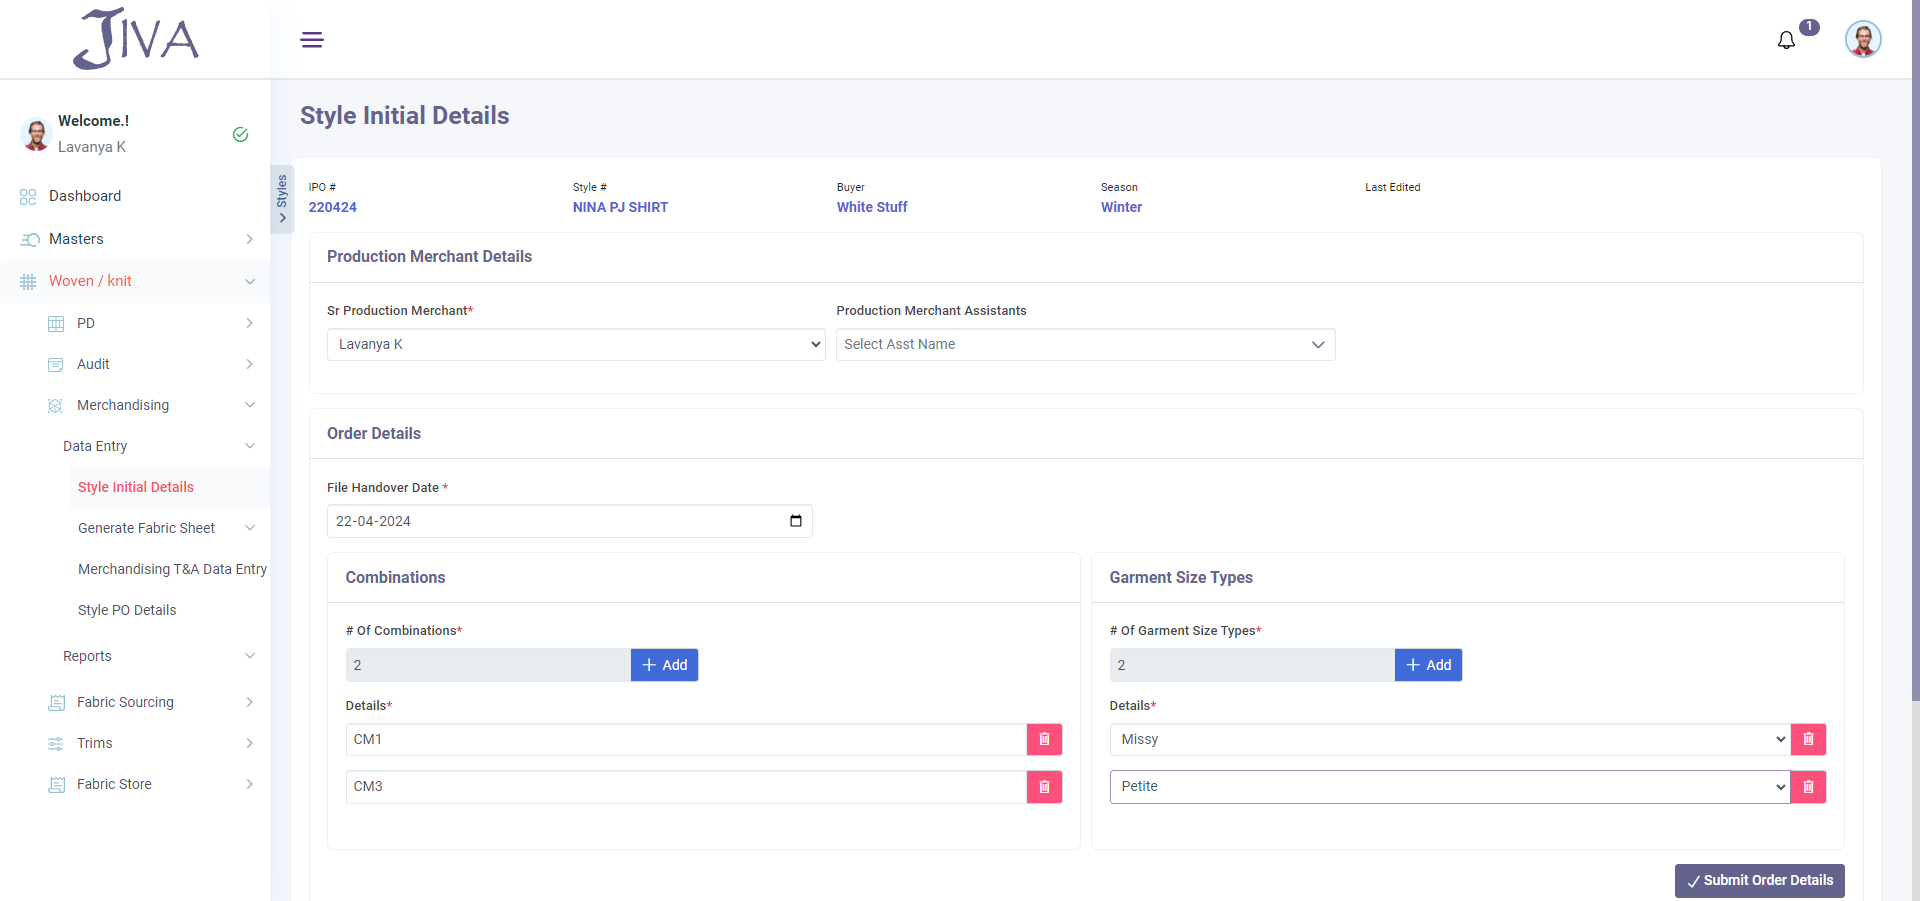 JIVA
1
Welcome.!
Lavanya K
Dashboard
Masters
Woven / knit
PD
Audit
Merchandising
Data Entry
Style Initial Details
Generate Fabric Sheet
Merchandising T&A Data Entry
Style PO Details
Reports
Fabric Sourcing
Trims
Fabric Store
Styles
Style Initial Details
IPO # Style # Buyer Season Last Edited
220424 NINA PJ SHIRT White Stuff Winter
Production Merchant Details
Sr Production Merchant* Production Merchant Assistants
Lavanya K Select Asst Name
Order Details
File Handover Date *
22-04-2024
Combinations
# Of Combinations*
2 + Add
Details*
CM1
CM3
Garment Size Types
# Of Garment Size Types*
2 + Add
Details*
Missy
Petite
Submit Order Details